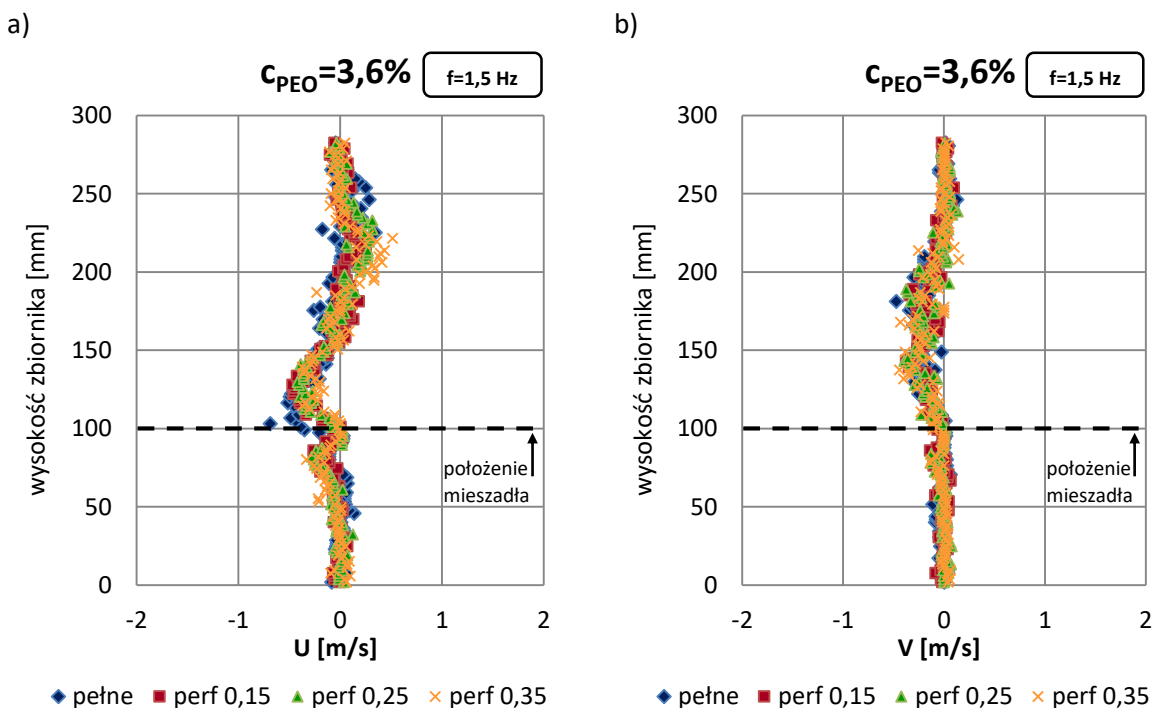 a)
cPEO=3,6%
f=1,5 Hz
wysokość zbiornika [mm]
300
250
200
150
100
50
0
położenie
mieszadła
-2 -1 0 1 2
U [m/s]
pełne perf 0,15 perf 0,25 perf 0,35
b)
cPEO=3,6%
f=1,5 Hz
wysokość zbiornika [mm]
300
250
200
150
100
50
0
położenie
mieszadła
-2 -1 0 1 2
V [m/s]
pełne perf 0,15 perf 0,25 perf 0,35